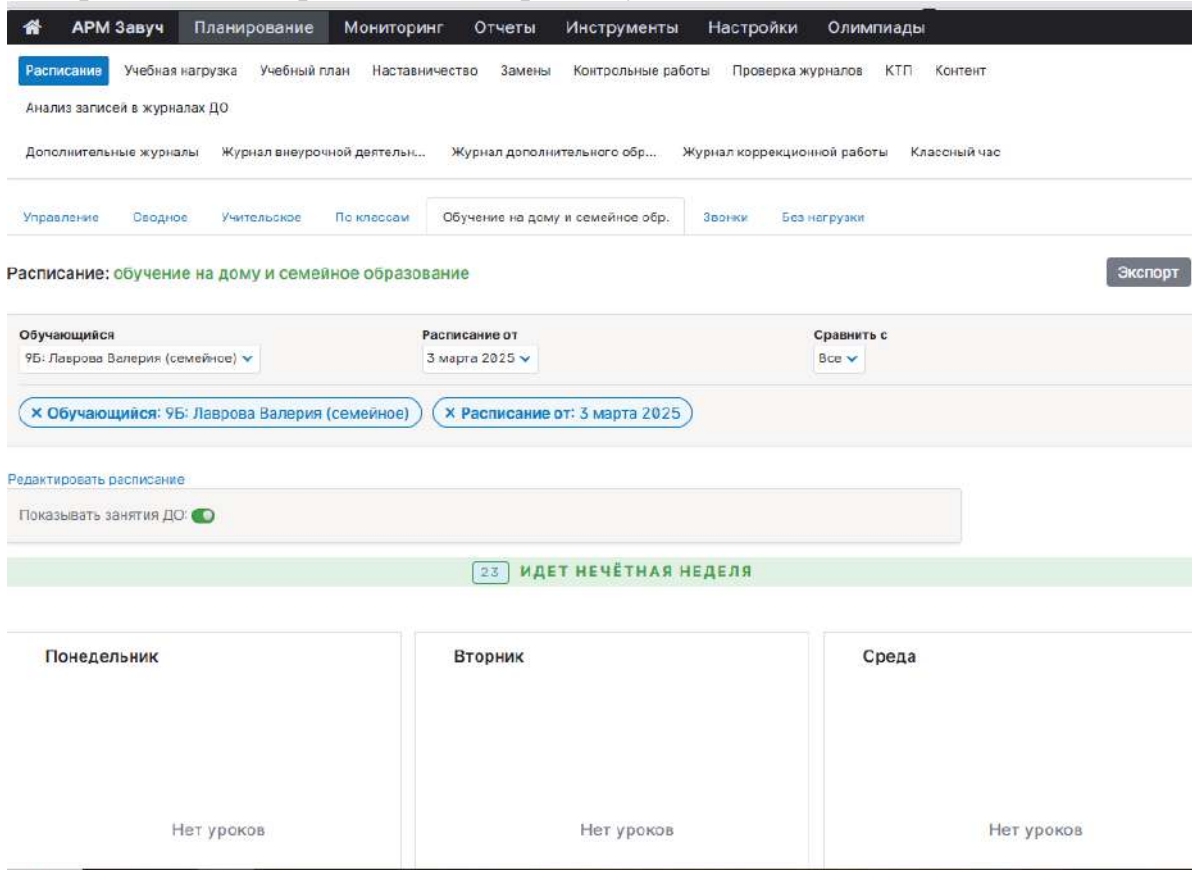 АРМ Завуч Планирование Мониторинг Отчеты Инструменты Настройки Олимпиады
Расписание Учебная нагрузка Учебный план Наставничество Замены Контрольные работы Проверка журналов КТП Контент
Анализ записей в журналах ДО
Дополнительные журналы Журнал внеурочной деятельн... Журнал дополнительного обр... Журнал коррекционной работы Классный час
Управление Сводное Учительское По классам Обучение на дому и семейное обр. Звонки Без нагрузки
Расписание: обучение на дому и семейное образование Экспорт
Обучающийся Расписание от Сравнить с
9Б: Лаврова Валерия (семейное) 3 марта 2025 Все
× Обучающийся: 9Б: Лаврова Валерия (семейное) × Расписание от: 3 марта 2025
Редактировать расписание
Показывать занятия ДО:
23 ИДЕТ НЕЧЁТНАЯ НЕДЕЛЯ
Понедельник Вторник Среда
Нет уроков Нет уроков Нет уроков